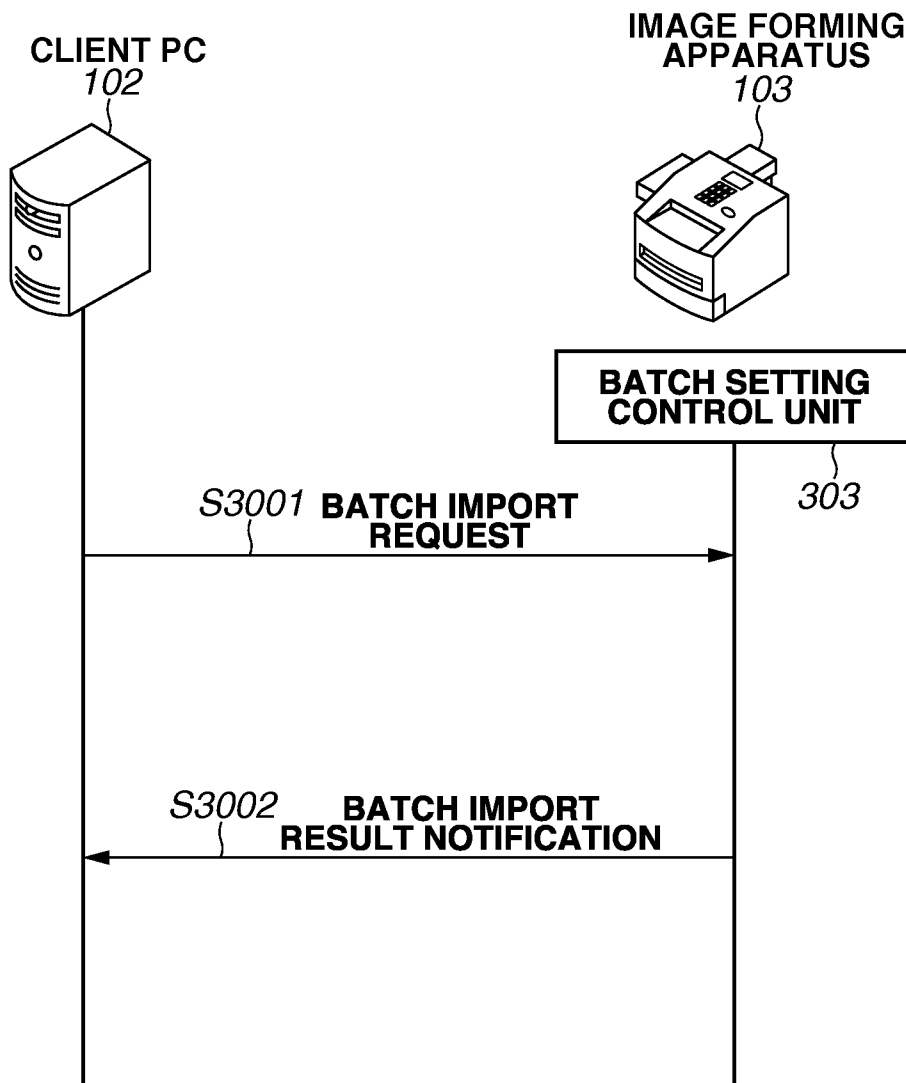 CLIENT PC
102
IMAGE FORMING
APPARATUS
103
BATCH SETTING
CONTROL UNIT
303
S3001
BATCH IMPORT
REQUEST
S3002
BATCH IMPORT
RESULT NOTIFICATION